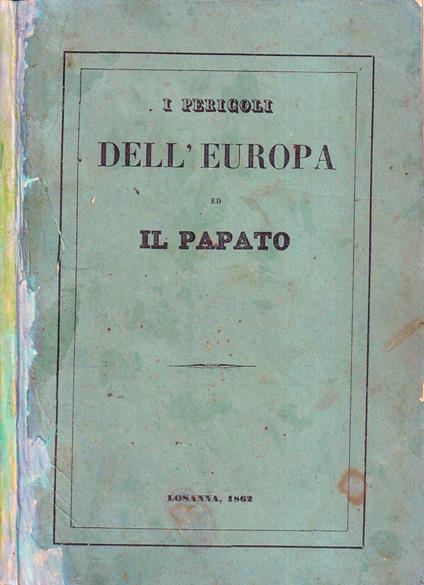 I PERICOLI
DELL'EUROPA
ED
IL PAPATO
LOSANNA, 1862